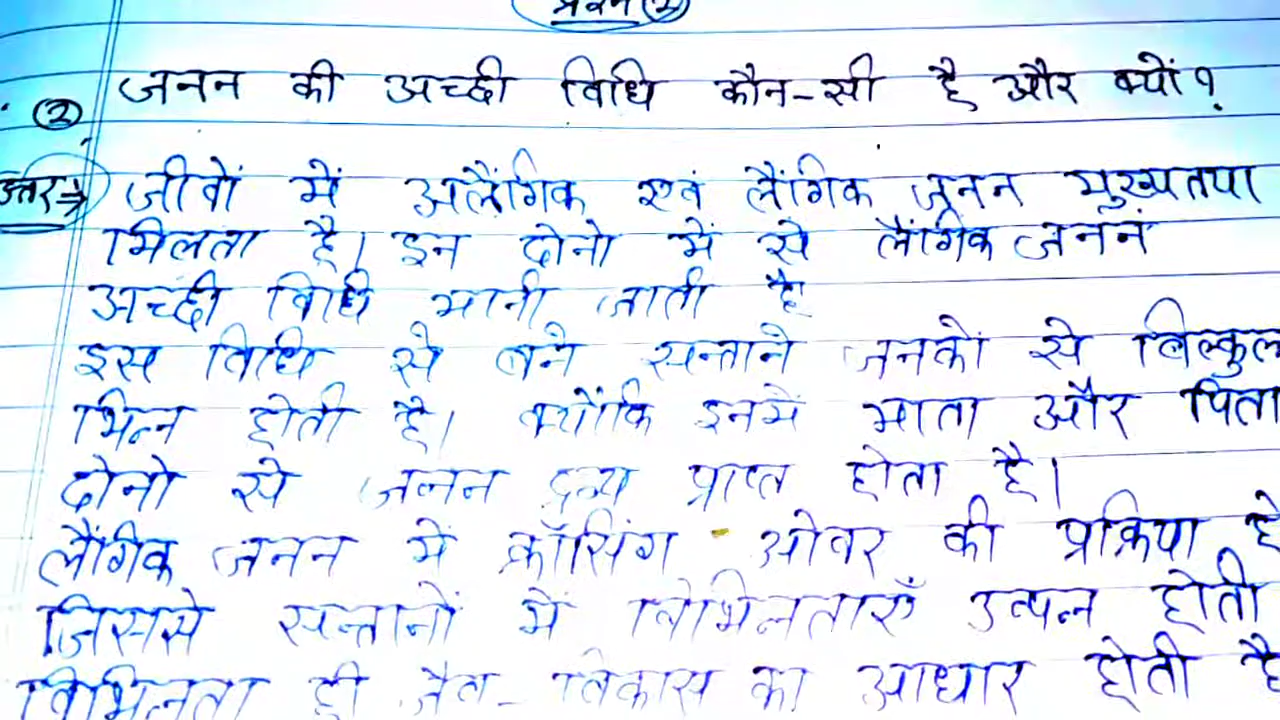 प्रश्न (2)
(2) जनन की अच्छी विधि कौन-सी है और क्यों?
उत्तर→ जीवों में अलैंगिक एवं लैंगिक जनन मुख्यतया
मिलता है। इन दोनो में से लैंगिक जनन
अच्छी विधि मानी जाती है
इस विधि से बने सन्ताने जनको से बिल्कुल
भिन्न होती है। क्योंकि इनमें माता और पिता
दोनो से जनन द्रव्य प्राप्त होता है।
लैंगिक जनन में क्रॉसिंग - ओवर की प्रक्रिया है
जिससे सन्तानों में विभिन्नताएँ उत्पन्न होती
विभिन्नता ही जैव-विकास का आधार होती है